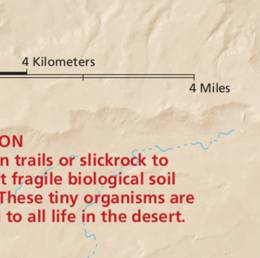 4 Kilometers
4 Miles
ON
n trails or slickrock to
t fragile biological soil
These tiny organisms are
to all life in the desert.